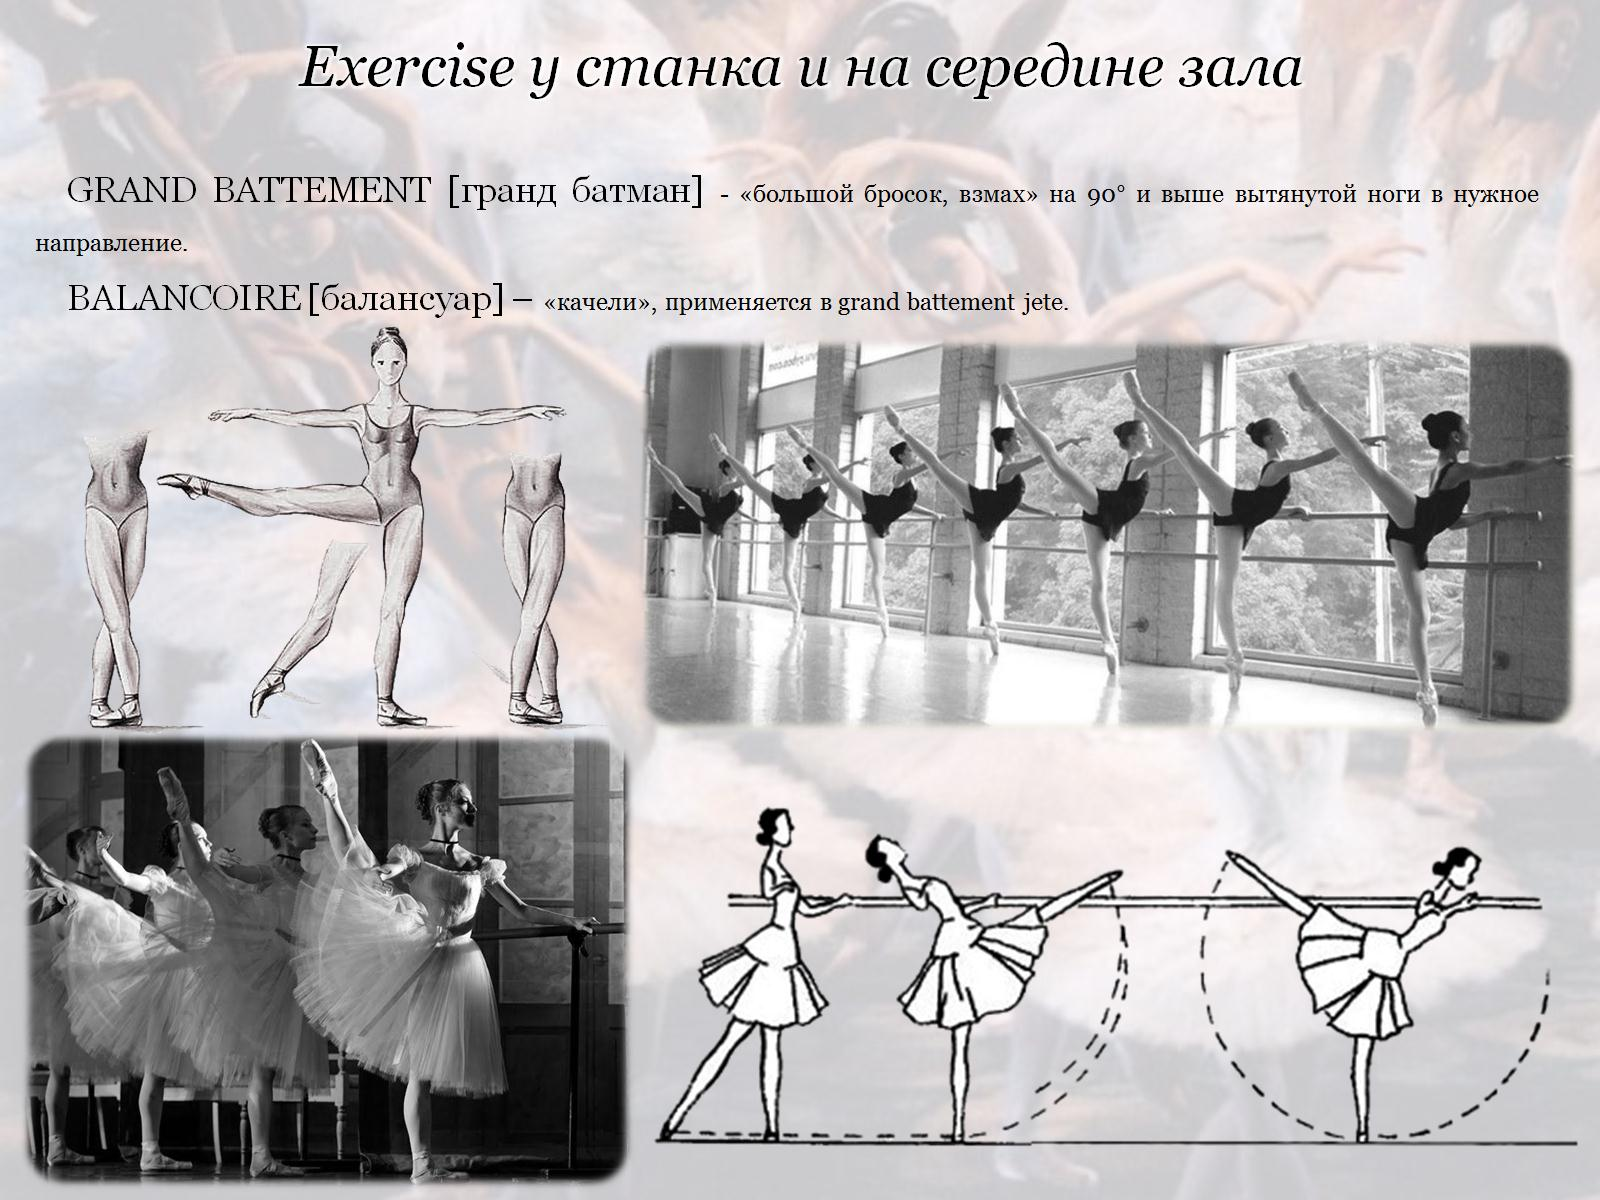 Exercise у станка и на середине зала
GRAND BATTEMENT [гранд батман] - «большой бросок, взмах» на 90° и выше вытянутой ноги в нужное
направление.
BALANCOIRE [балансуар] – «качели», применяется в grand battement jete.